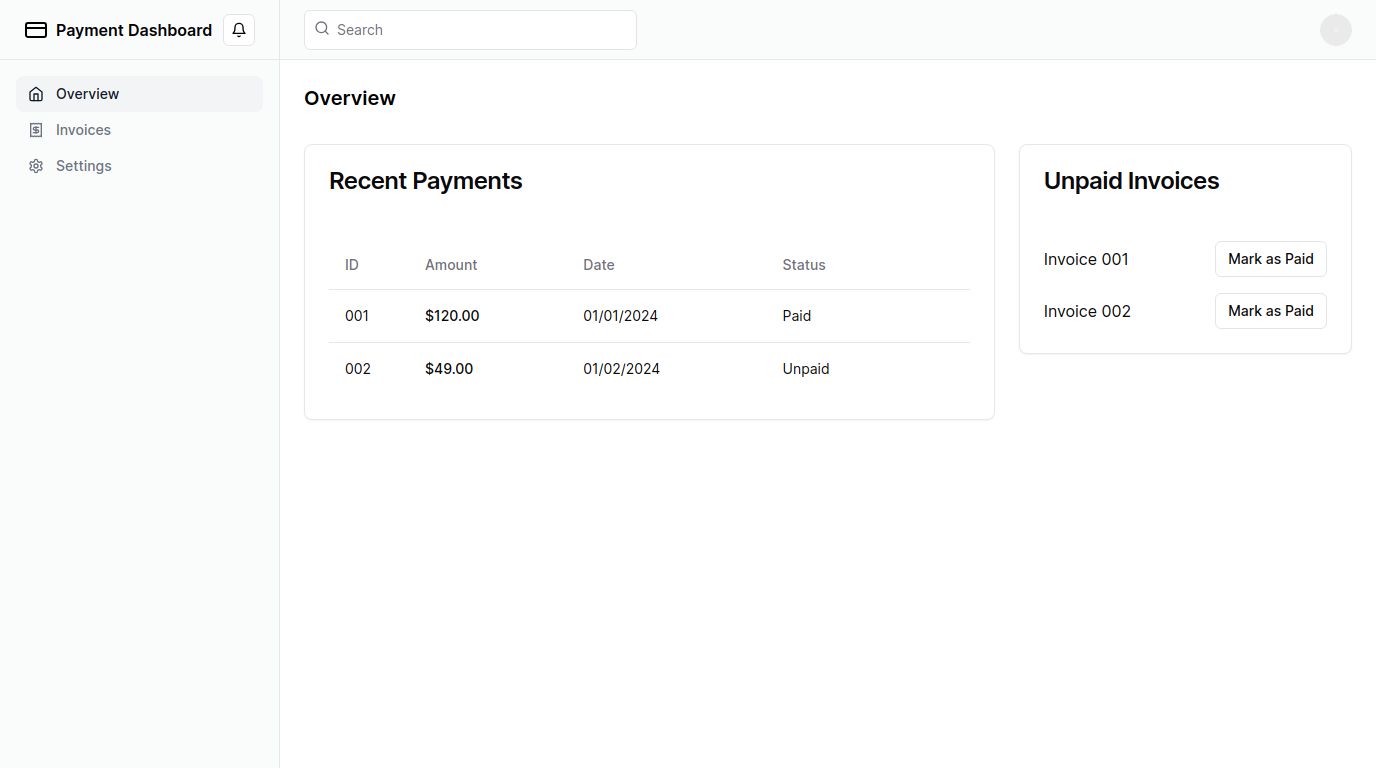 Payment Dashboard
Search
Overview
Invoices
Settings
Overview
Recent Payments
ID Amount Date Status
001 $120.00 01/01/2024 Paid
002 $49.00 01/02/2024 Unpaid
Unpaid Invoices
Invoice 001 Mark as Paid
Invoice 002 Mark as Paid